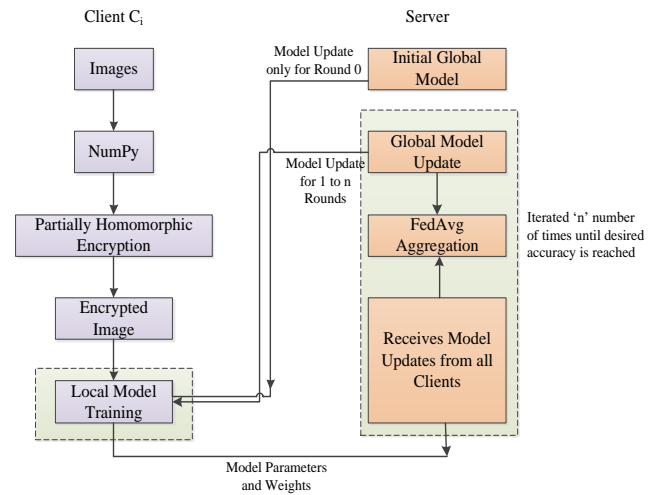 Client Ci
Server
Images
NumPy
Partially Homomorphic
Encryption
Encrypted
Image
Local Model
Training
Model Update
only for Round 0
Initial Global
Model
Model Update
for 1 to n
Rounds
Global Model
Update
FedAvg
Aggregation
Receives Model
Updates from all
Clients
Iterated ‘n’ number
of times until desired
accuracy is reached
Model Parameters
and Weights